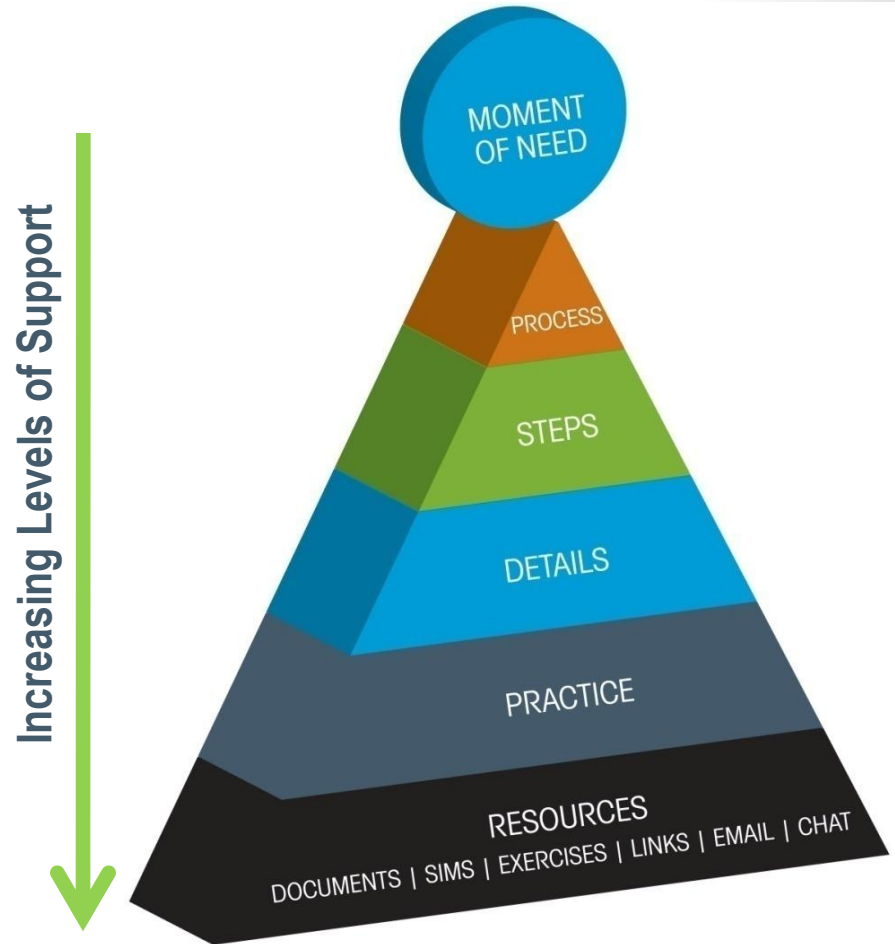 Increasing Levels of Support
MOMENT
OF NEED
PROCESS
STEPS
DETAILS
PRACTICE
RESOURCES
DOCUMENTS | SIMS | EXERCISES | LINKS | EMAIL | CHAT